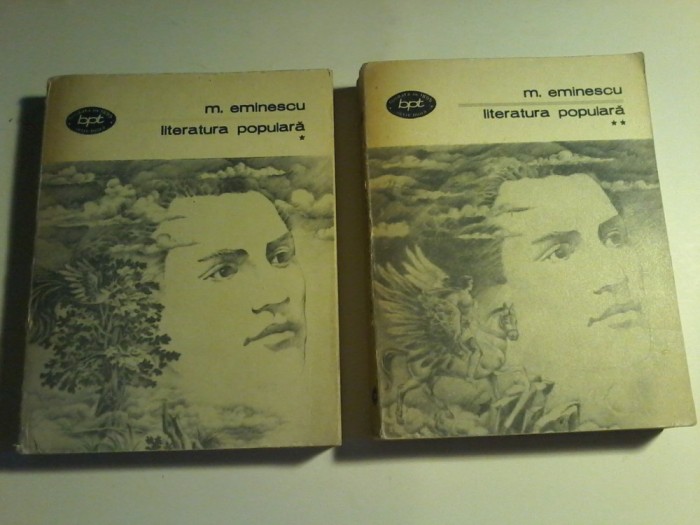 bpt
m. eminescu
literatura populară
*
bpt
m. eminescu
literatura populară
**